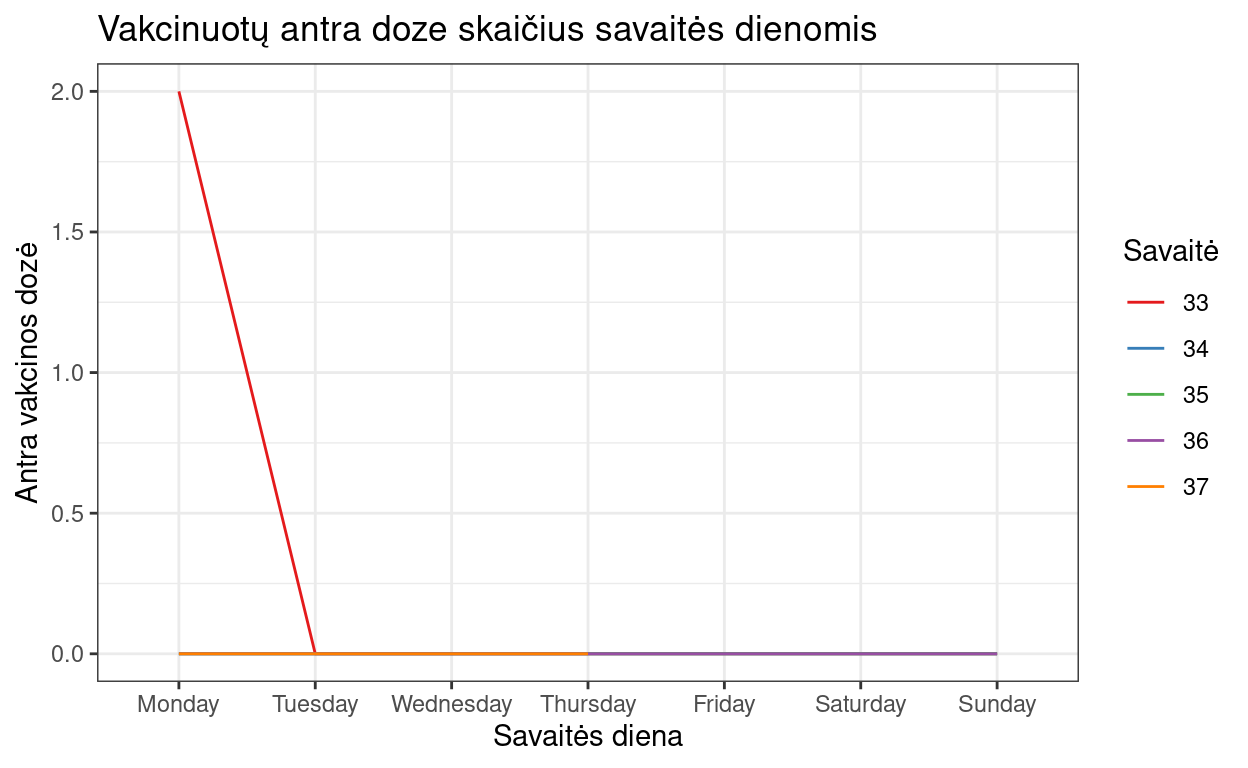 Vakcinuotų antra doze skaičius savaitės dienomis
Antra vakcinos dozė
2.0
1.5
1.0
0.5
0.0
Monday Tuesday Wednesday Thursday Friday Saturday Sunday
Savaitės diena
Savaitė
33
34
35
36
37